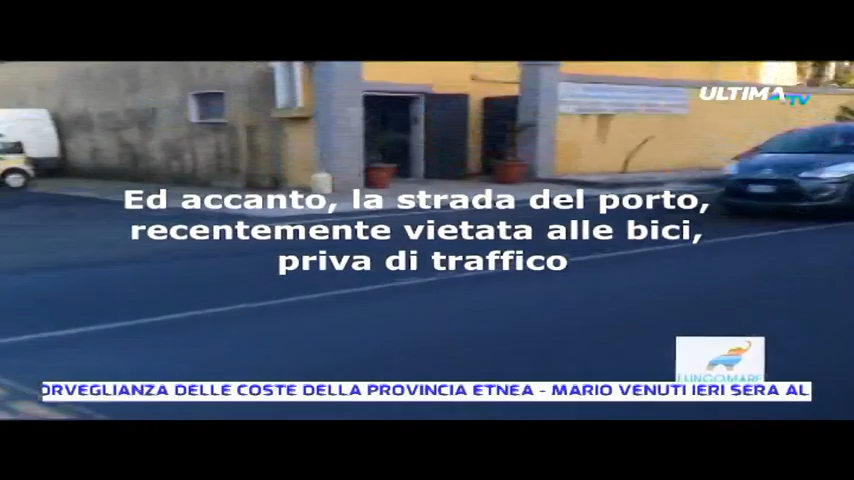 ULTIMA TV
Ed accanto, la strada del porto,
recentemente vietata alle bici,
priva di traffico
LUNGOMARE
ORVEGLIANZA DELLE COSTE DELLA PROVINCIA ETNEA - MARIO VENUTI IERI SERA AL